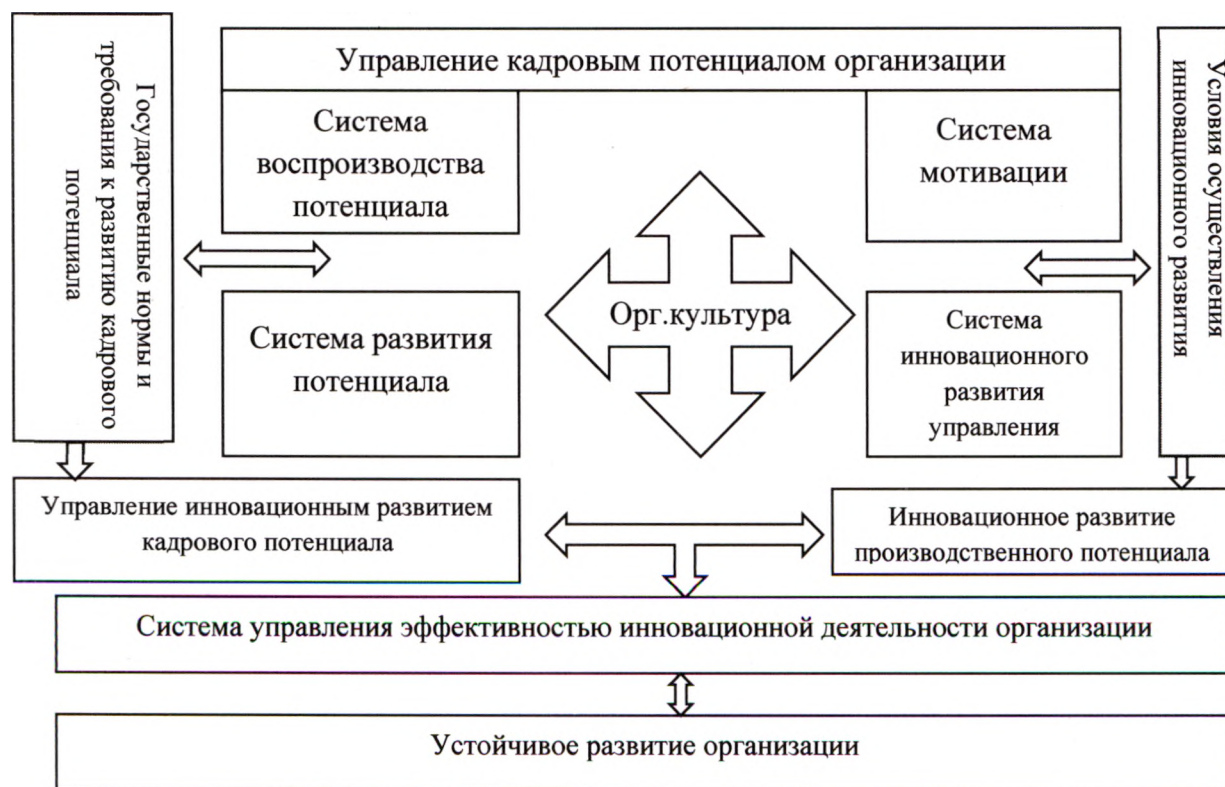 Государственные нормы и
требования к развитию кадрового
потенциала
Управление кадровым потенциалом организации
Система
воспроизводства
потенциала
Система
мотивации
Условия осуществления
инновационного развития
Орг.культура
Система развития
потенциала
Система
инновационного
развития
управления
Управление инновационным развитием
кадрового потенциала
Инновационное развитие
производственного потенциала
Система управления эффективностью инновационной деятельности организации
Устойчивое развитие организации